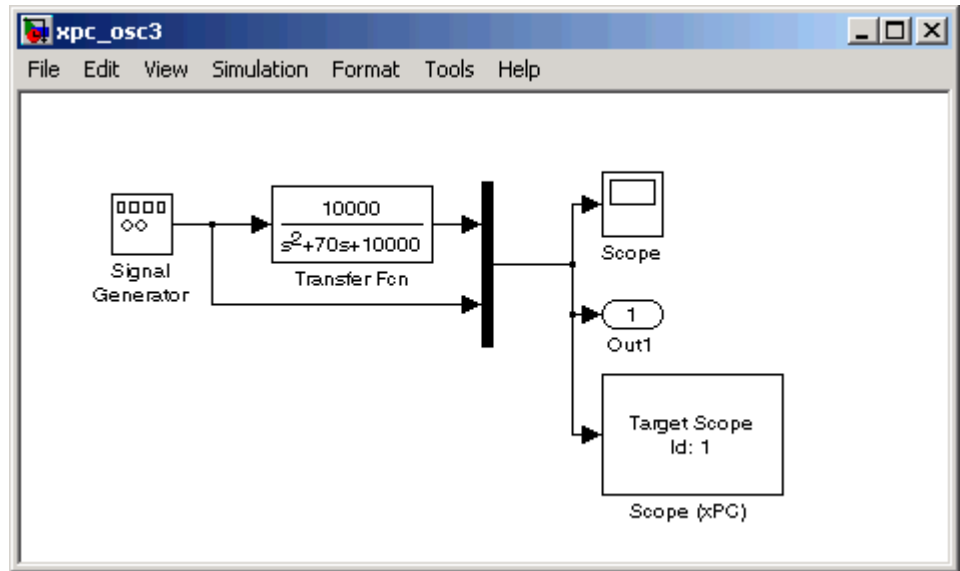 xpc_osc3
File Edit View Simulation Format Tools Help
Signal
Generator
10000
s²+70s+10000
Transfer Fcn
Scope
1
Out1
Target Scope
Id: 1
Scope (xPC)